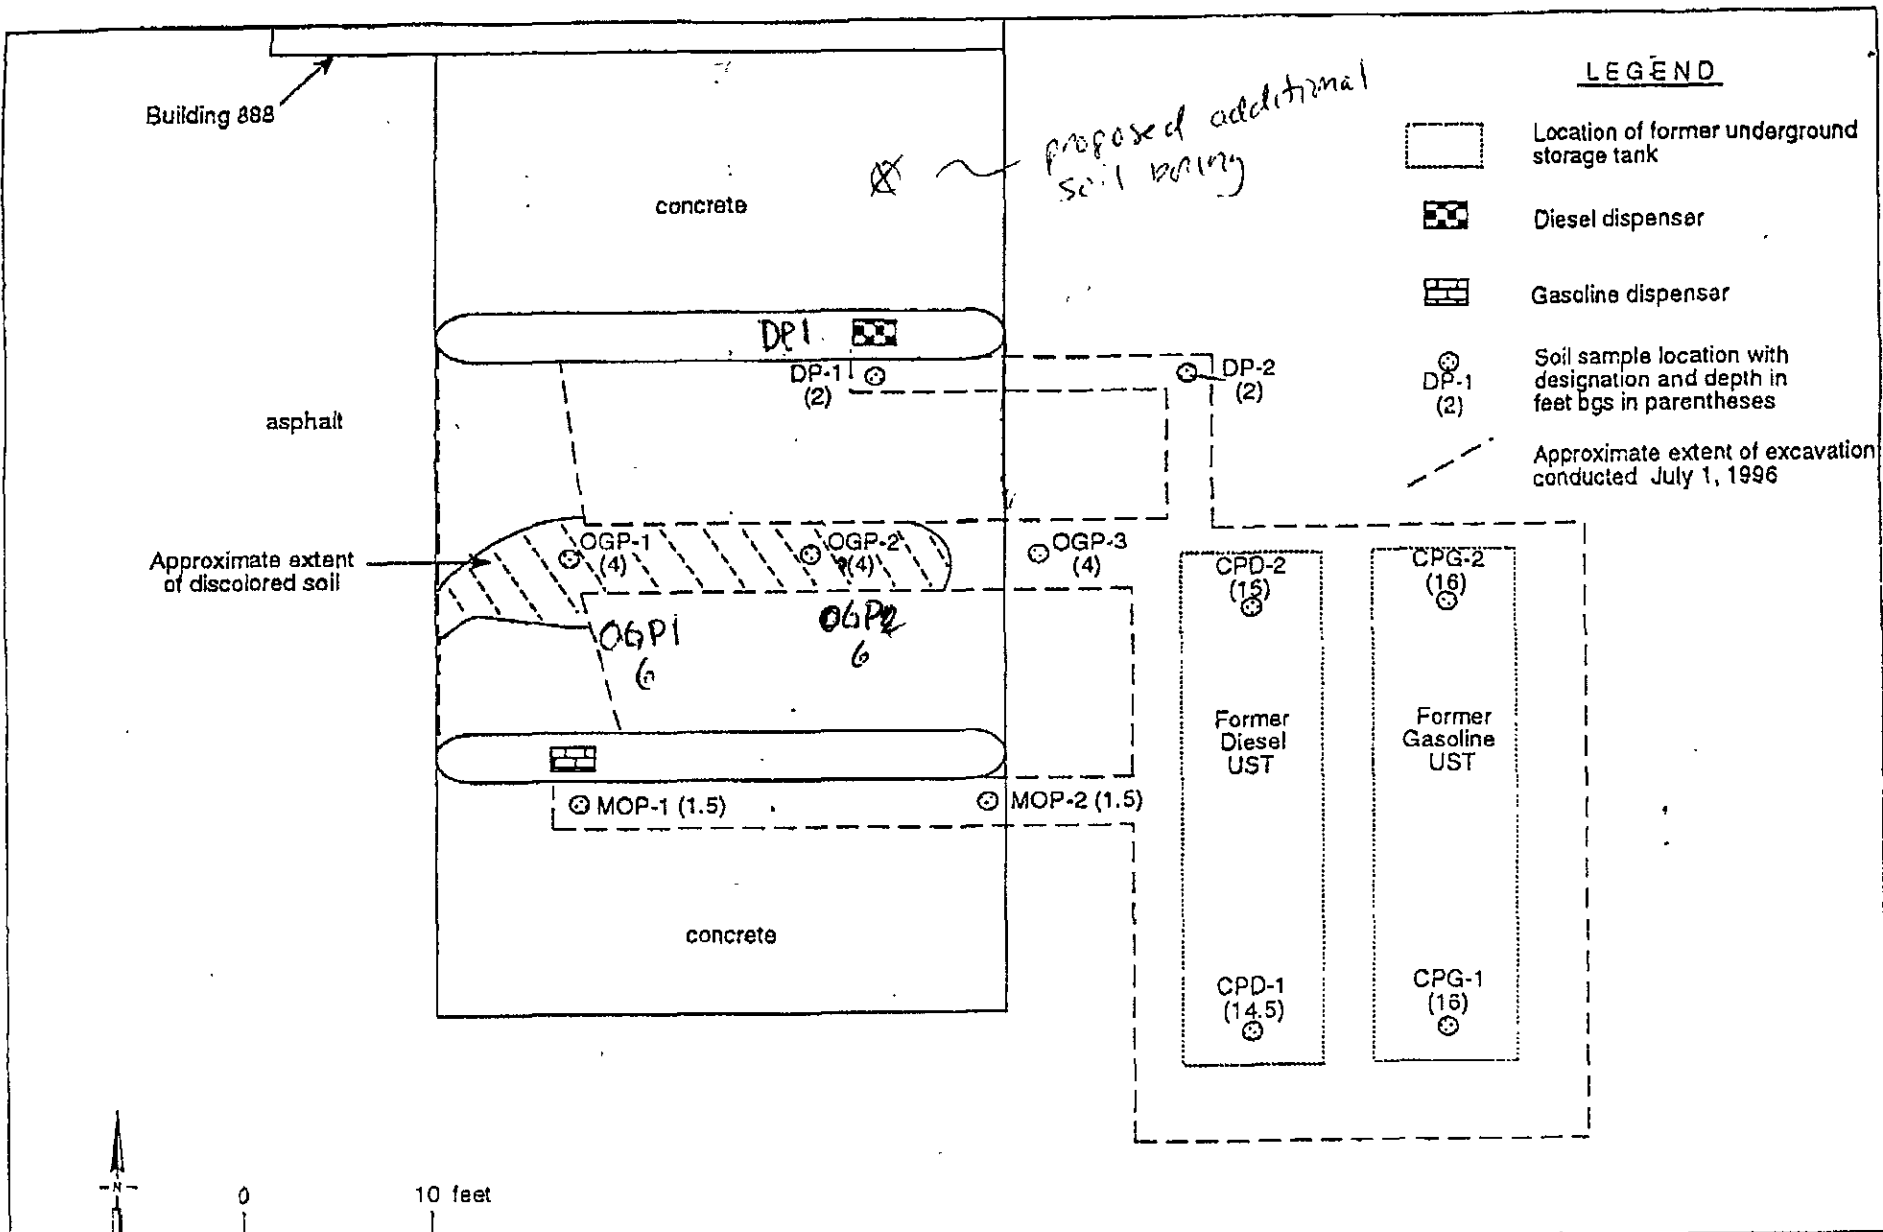 LEGEND
Building 888
proposed additional
soil boring
Location of former underground
storage tank
concrete
Diesel dispenser
Gasoline dispenser
DP1
DP-1
(2)
DP-2
(2)
Soil sample location with
designation and depth in
feet bgs in parentheses
DP-1
(2)
asphalt
Approximate extent of excavation
conducted July 1, 1996
Approximate extent
of discolored soil
OGP-1
(4)
OGP-2
(4)
OGP-3
(4)
CPD-2
(15)
CPG-2
(16)
OGP1
6
OGP2
6
Former
Diesel
UST
Former
Gasoline
UST
MOP-1 (1.5)
MOP-2 (1.5)
concrete
CPD-1
(14.5)
CPG-1
(16)
N
0
10 feet